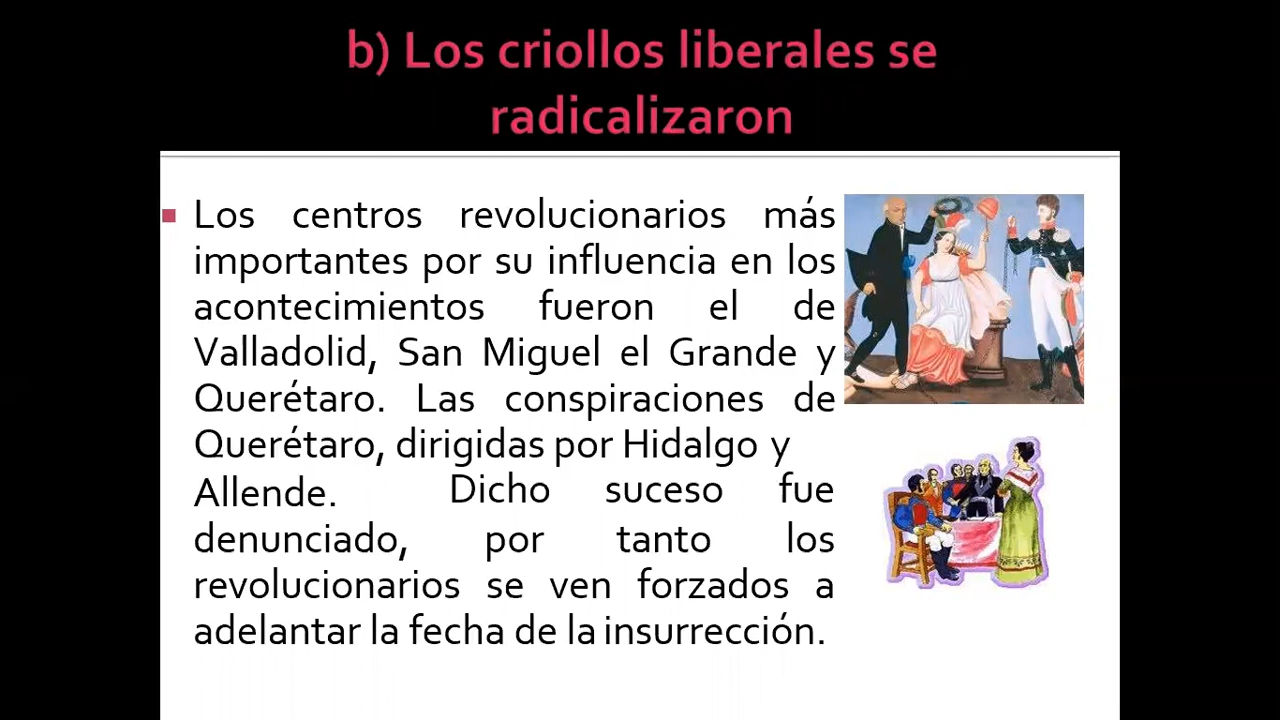 b) Los criollos liberales se
radicalizaron
Los centros revolucionarios más
importantes por su influencia en los
acontecimientos fueron el de
Valladolid, San Miguel el Grande y
Querétaro. Las conspiraciones de
Querétaro, dirigidas por Hidalgo y
Allende. Dicho suceso fue
denunciado, por tanto los
revolucionarios se ven forzados a
adelantar la fecha de la insurrección.